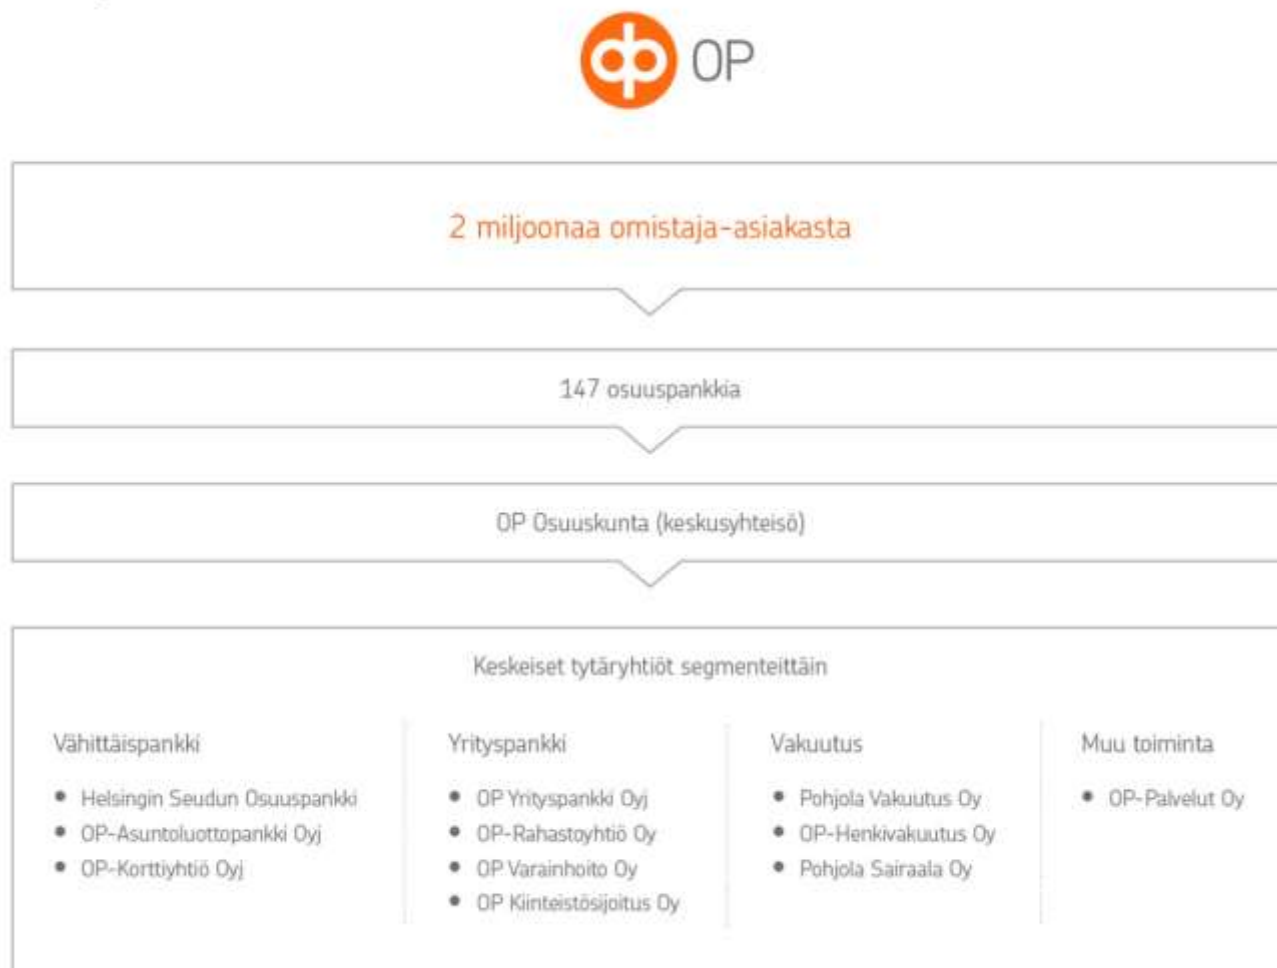 OP
2 miljoonaa omistaja-asiakasta
147 osuuspankkia
OP Osuuskunta (keskusyhteisö)
Keskeiset tytäryhtiöt segmenteittäin
Vähittäispankki
• Helsingin Seudun Osuuspankki
• OP-Asuntoluottopankki Oyj
• OP-Korttiyhtiö Oyj
Yrityspankki
• OP Yrityspankki Oyj
• OP-Rahastoyhtiö Oy
• OP Varainhoito Oy
• OP Kiinteistösijoitus Oy
Vakuutus
• Pohjola Vakuutus Oy
• OP-Henkivakuutus Oy
• Pohjola Sairaala Oy
Muu toiminta
• OP-Palvelut Oy